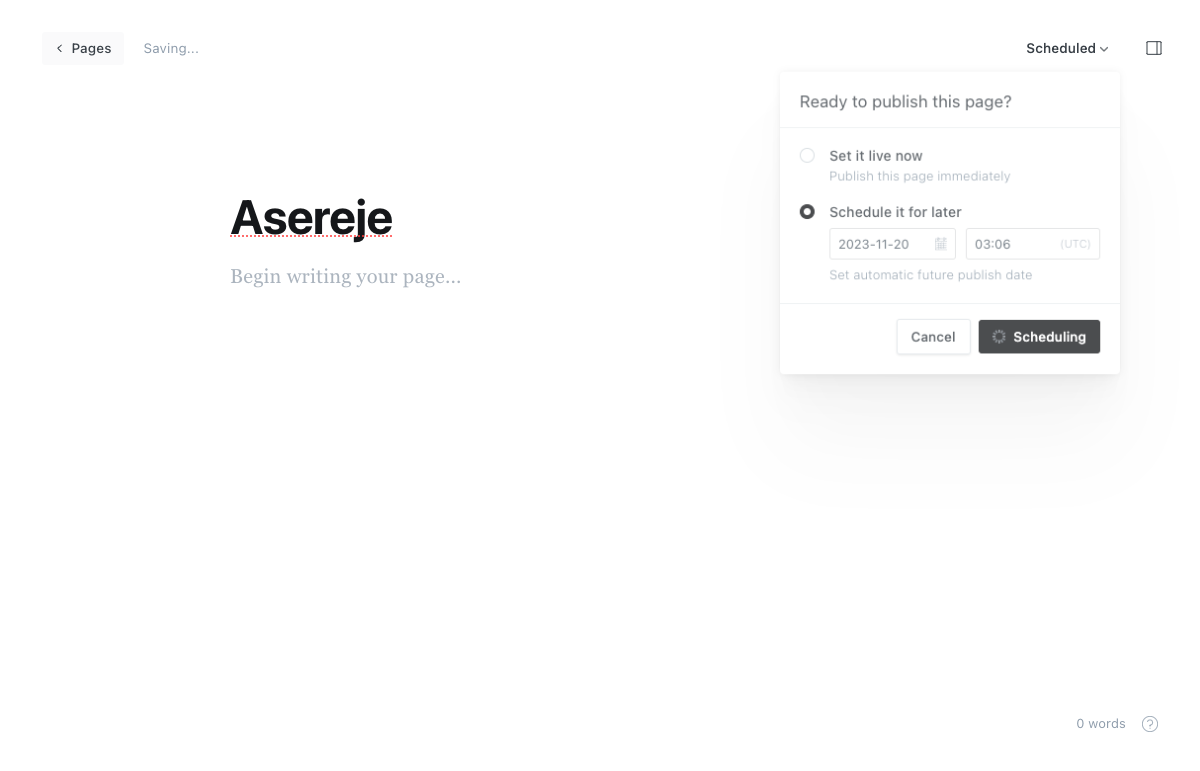 Pages
Saving...
Scheduled
Ready to publish this page?
Set it live now
Publish this page immediately
Asereje
Schedule it for later
2023-11-20
03:06
(UTC)
Begin writing your page...
Set automatic future publish date
Cancel
Scheduling
0 words
?